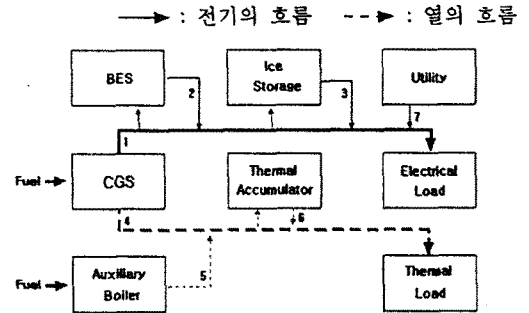 : 전기의 흐름 : 열의 흐름
BES
Ice
Storage
Utility
2
3
7
1
Fuel
CGS
Thermal
Accumulator
Electrical
Load
4
6
Fuel
Auxiliary
Boiler
5
Thermal
Load